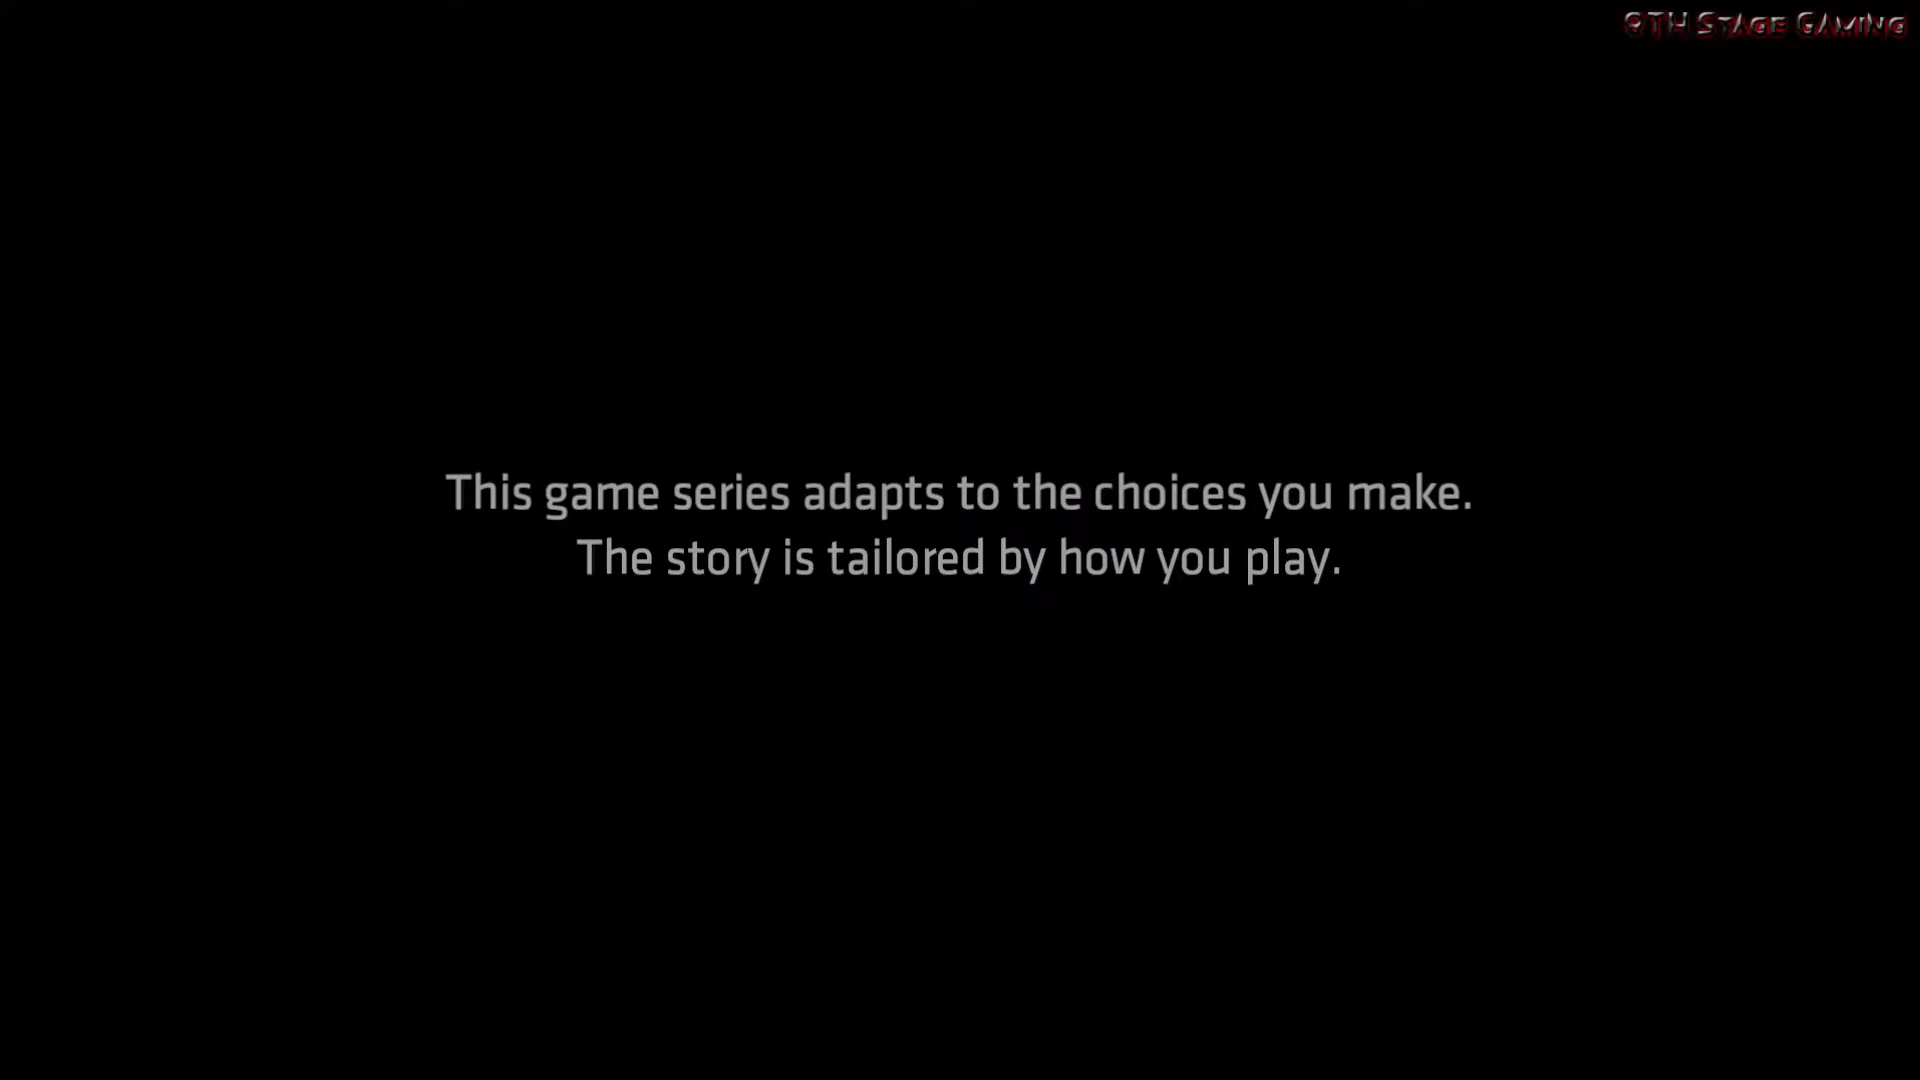 9TH STAGE GAMING
This game series adapts to the choices you make.
The story is tailored by how you play.